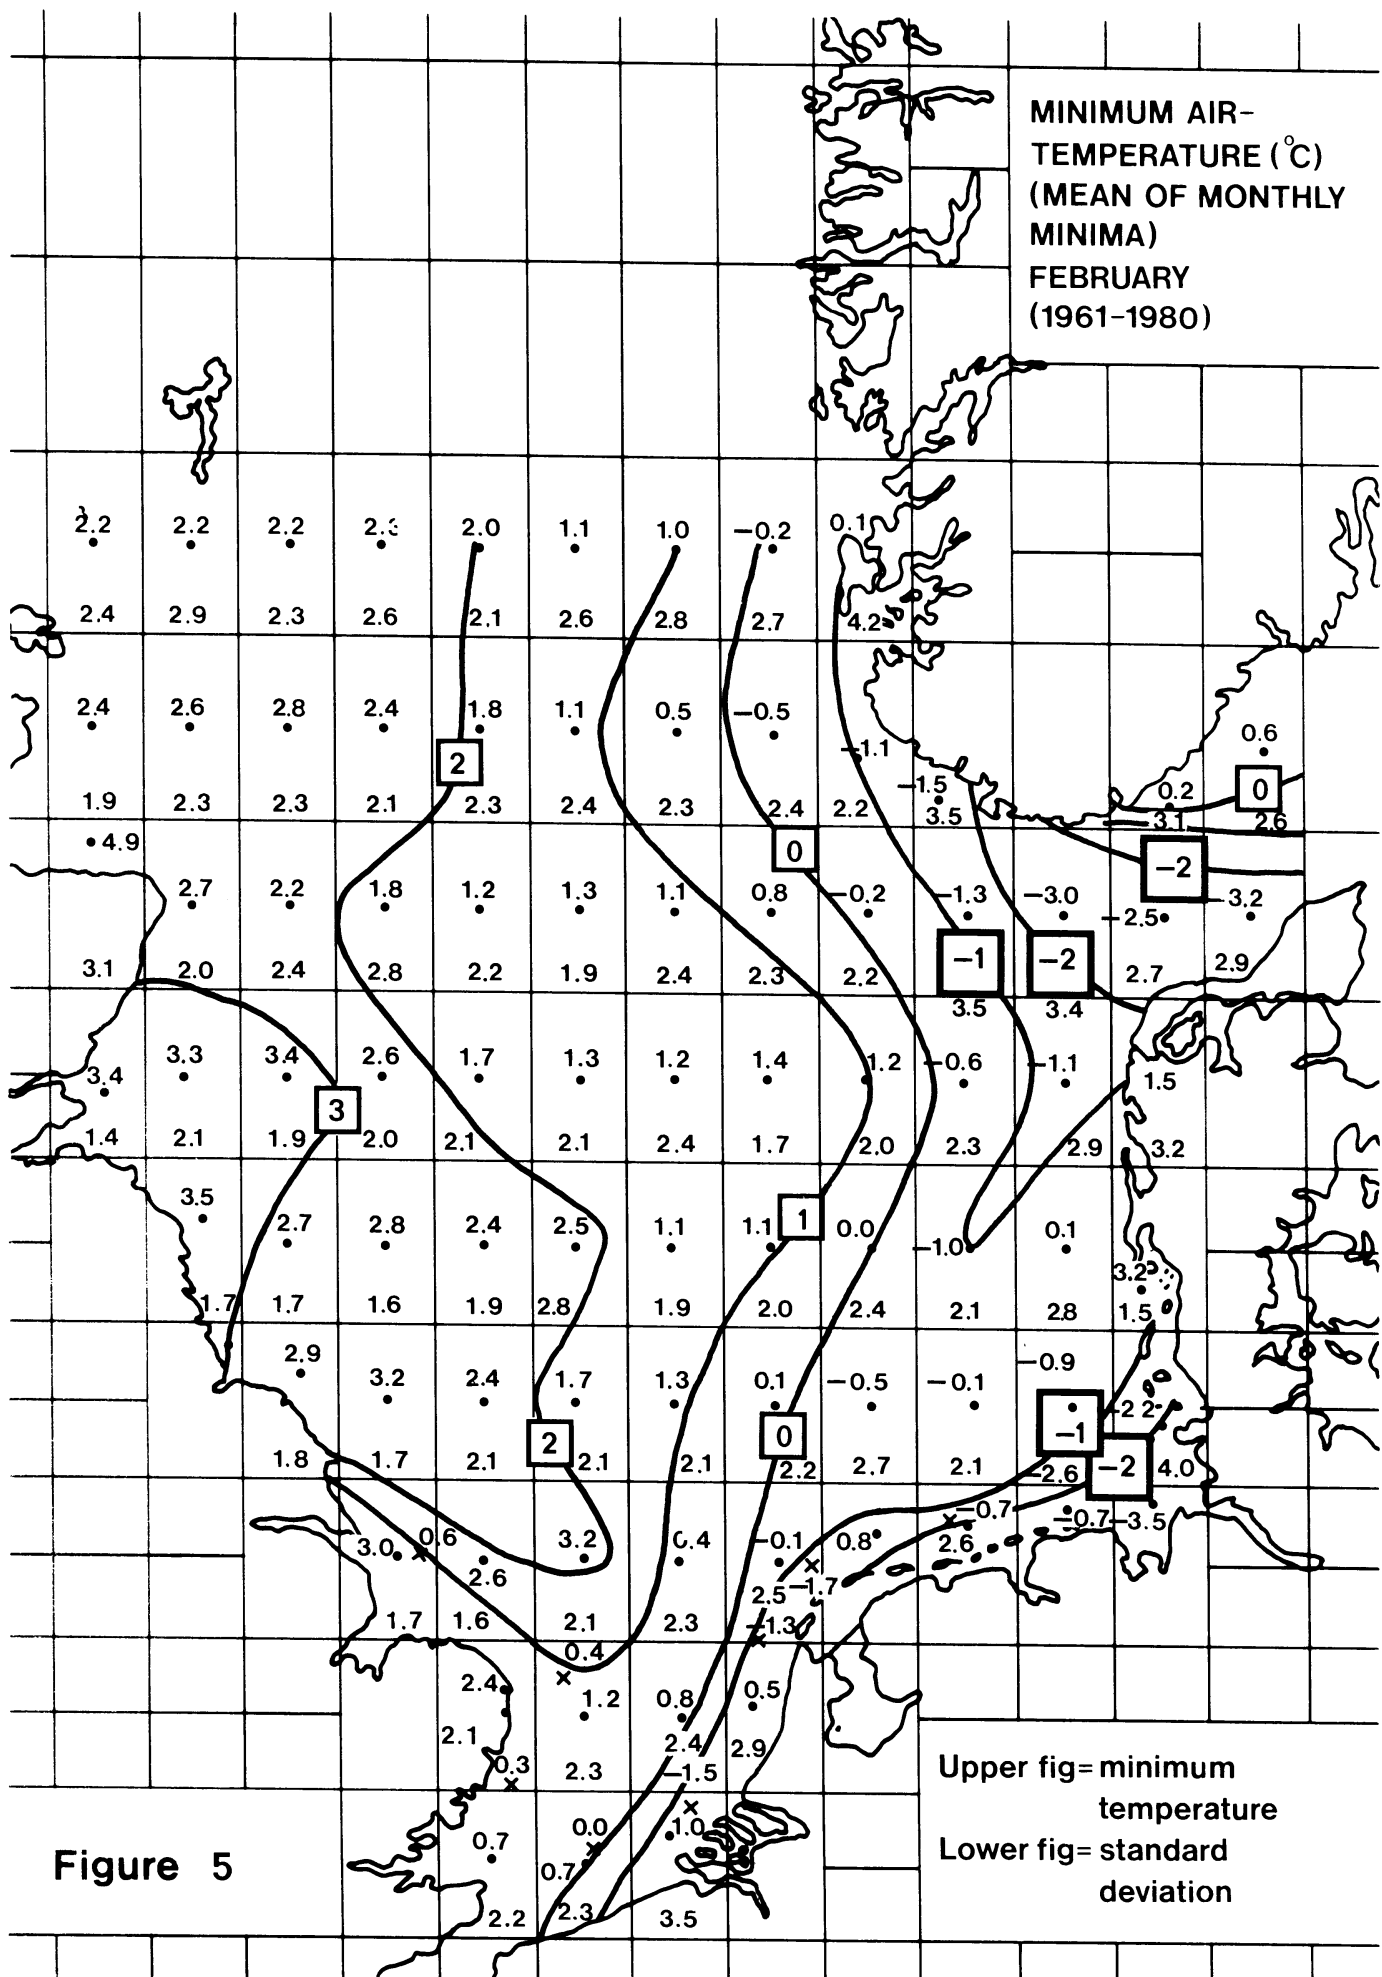 MINIMUM AIR-
TEMPERATURE (°C)
(MEAN OF MONTHLY
MINIMA)
FEBRUARY
(1961-1980)
2.2 2.2 2.2 2.3 2.0 1.1 1.0 -0.2 0.1
2.4 2.9 2.3 2.6 2.1 2.6 2.8 2.7 4.2
2.4 2.6 2.8 2.4 1.8 1.1 0.5 -0.5 -1.1 0.6
2 0
1.9 2.3 2.3 2.1 2.3 2.4 2.3 2.4 2.2 -1.5 0.2
3.5 3.1 2.6
4.9 0 -2
2.7 2.2 1.8 1.2 1.3 1.1 0.8 -0.2 -1.3 -3.0 -2.5 -3.2
3.1 2.0 2.4 2.8 2.2 1.9 2.4 2.3 2.2 -1 -2 2.7 2.9
3.5 3.4
3.4 3.3 3.4 2.6 1.7 1.3 1.2 1.4 1.2 -0.6 -1.1 1.5
3
1.4 2.1 1.9 2.0 2.1 2.1 2.4 1.7 2.0 2.3 2.9 3.2
3.5 2.7 2.8 2.4 2.5 1.1 1.1 1 0.0 -1.0 0.1
3.2
1.7 1.7 1.6 1.9 2.8 1.9 2.0 2.4 2.1 2.8 1.5
2.9 3.2 2.4 1.7 1.3 0.1 -0.5 -0.1 -0.9
-2 2
2 0 -1
1.8 1.7 2.1 2.1 2.1 2.2 2.7 2.1 -2.6 -2 4.0
3.0 0.6 3.2 0.4 -0.1 0.8 -0.7 -0.7 -3.5
2.6 2.6
2.5 -1.7
1.7 1.6 2.1 2.3 -1.3
0.4
2.4 1.2 0.8 0.5
2.1 2.4 2.9
0.3 2.3 -1.5
0.7 0.0 1.0
0.7
2.2 2.3 3.5
Upper fig= minimum
temperature
Lower fig= standard
deviation
Figure 5